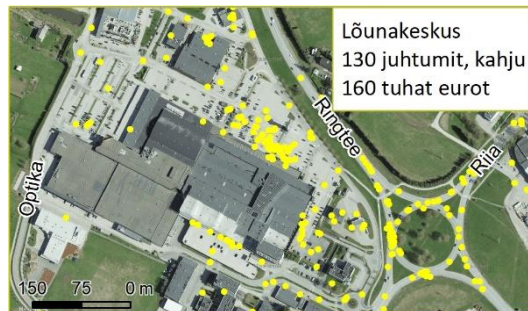 Lõunakeskus
130 juhtumit, kahju
160 tuhat eurot
Ringtee
Riia
Optika.
150 75 0 m